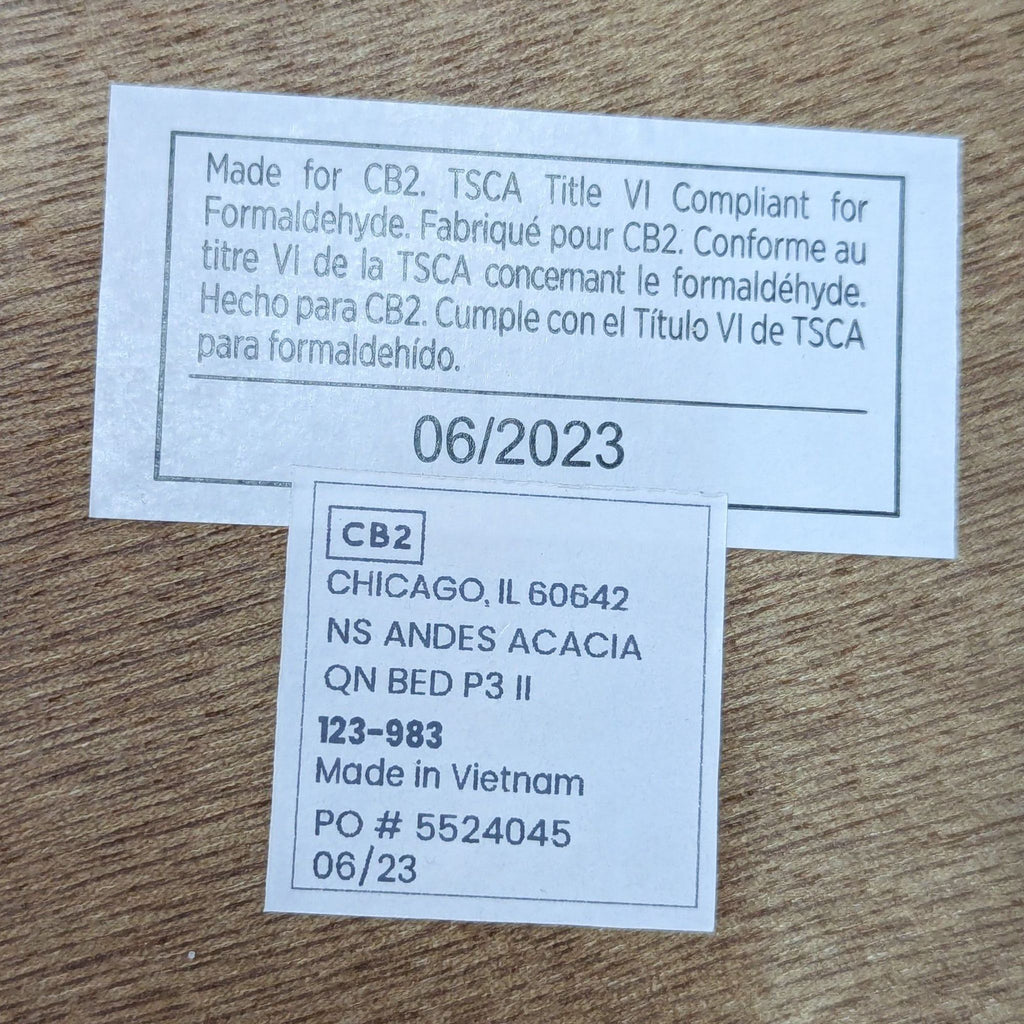 Made for CB2. TSCA Title VI Compliant for
Formaldehyde. Fabriqué pour CB2. Conforme au
titre VI de la TSCA concernant le formaldéhyde.
Hecho para CB2. Cumple con el Título VI de TSCA
para formaldehído.
06/2023
CB2
CHICAGO, IL 60642
NS ANDES ACACIA
QN BED P3 II
123-983
Made in Vietnam
PO # 5524045
06/23